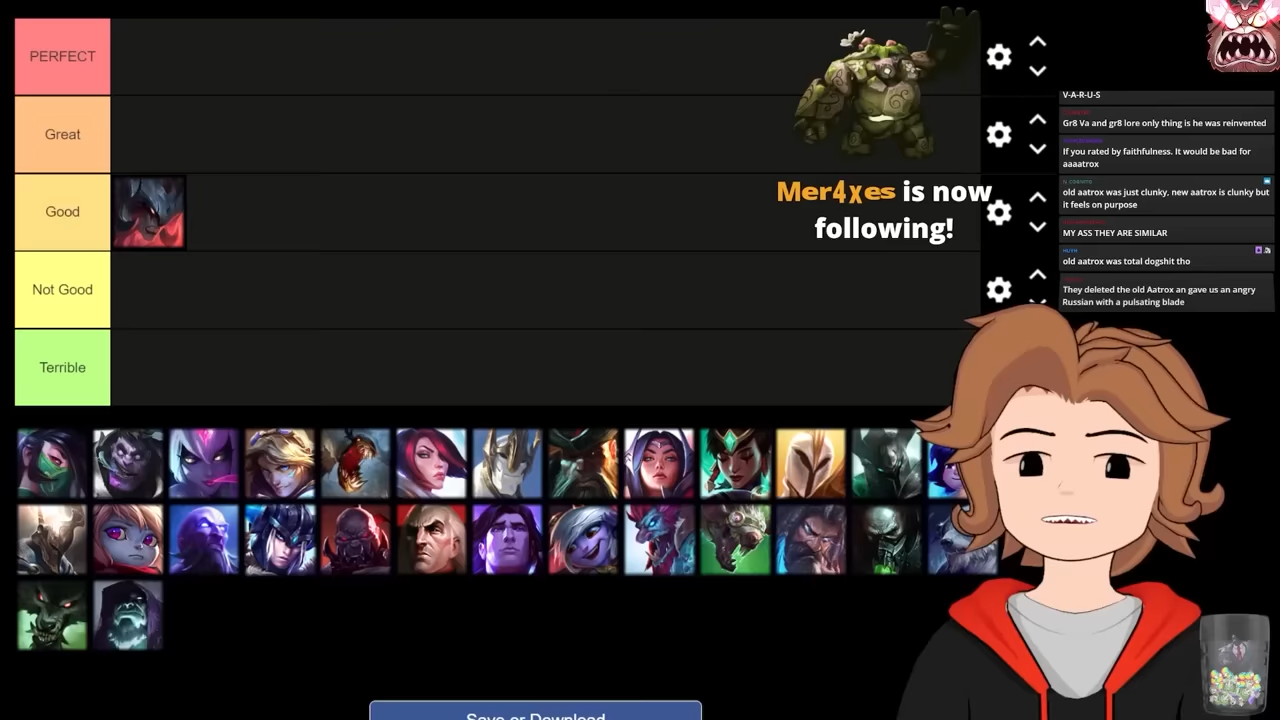 PERFECT
Great
Good
Not Good
Terrible
Mer4xes is now
following!
V-A-R-U-S
Gr8 Va and gr8 lore only thing is he was reinvented
If you rated by faithfulness. It would be bad for
aaaatrox
old aatrox was just clunky, new aatrox is clunky but
it feels on purpose
MY ASS THEY ARE SIMILAR
old aatrox was total dogshit tho
They deleted the old Aatrox an gave us an angry
Russian with a pulsating blade
Save or Download